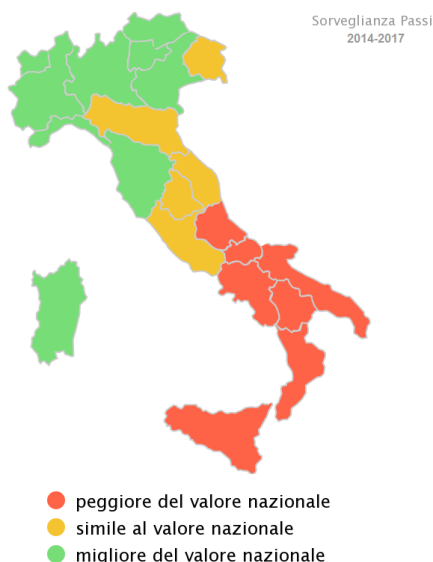 Sorveglianza Passi
2014-2017
peggiore del valore nazionale
simile al valore nazionale
migliore del valore nazionale